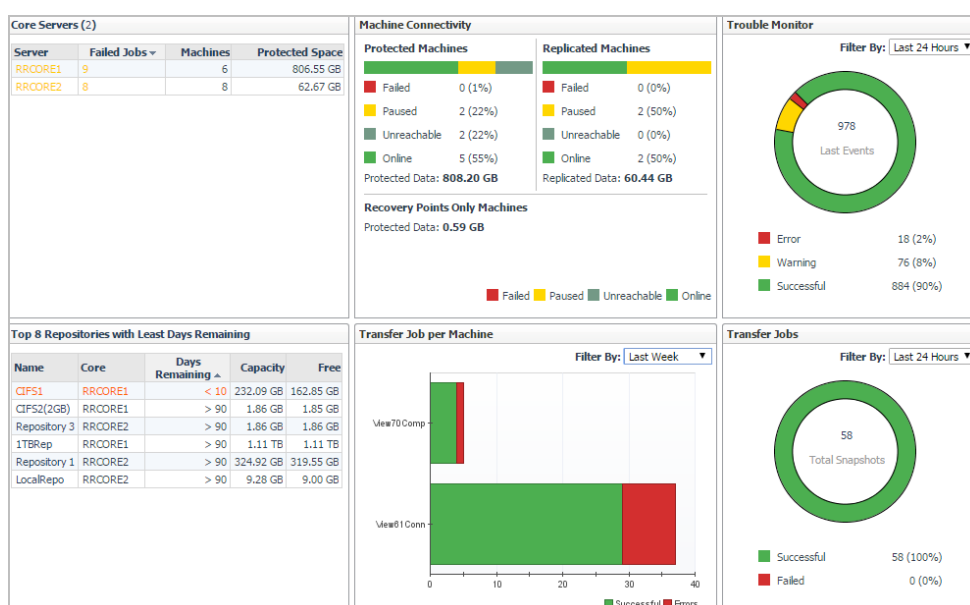 Core Servers (2)
Server Failed Jobs Machines Protected Space
RRCORE1 9 6 806.55 GB
RRCORE2 8 8 62.67 GB
Machine Connectivity
Protected Machines
Failed 0 (1%)
Paused 2 (22%)
Unreachable 2 (22%)
Online 5 (55%)
Protected Data: 808.20 GB
Replicated Machines
Failed 0 (0%)
Paused 2 (50%)
Unreachable 0 (0%)
Online 2 (50%)
Replicated Data: 60.44 GB
Recovery Points Only Machines
Protected Data: 0.59 GB
Failed Paused Unreachable Online
Trouble Monitor
Filter By: Last 24 Hours
978
Last Events
Error 18 (2%)
Warning 76 (8%)
Successful 884 (90%)
Top 8 Repositories with Least Days Remaining
Name Core Days Remaining Capacity Free
CIFS1 RRCORE1 < 10 232.09 GB 162.85 GB
CIFS2(2GB) RRCORE1 > 90 1.86 GB 1.85 GB
Repository 3 RRCORE2 > 90 1.86 GB 1.86 GB
1TBRep RRCORE1 > 90 1.11 TB 1.11 TB
Repository 1 RRCORE2 > 90 324.92 GB 319.55 GB
LocalRepo RRCORE2 > 90 9.28 GB 9.00 GB
Transfer Job per Machine
Filter By: Last Week
View70Comp
View61Conn
0 10 20 30 40
Successful Errors
Transfer Jobs
Filter By: Last 24 Hours
58
Total Snapshots
Successful 58 (100%)
Failed 0 (0%)